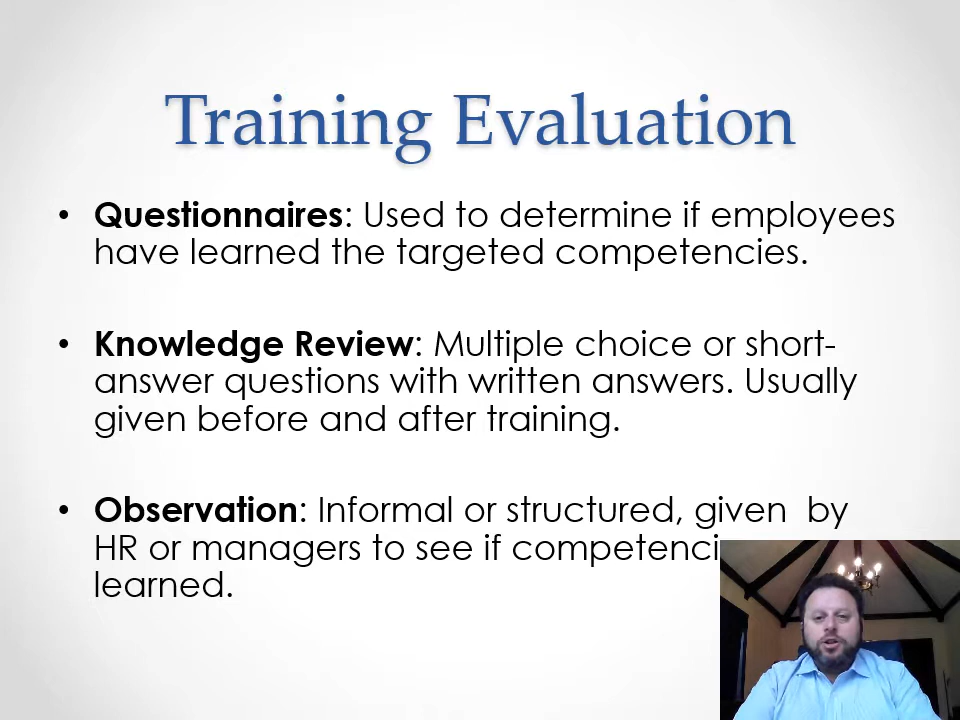 Training Evaluation
• Questionnaires: Used to determine if employees
have learned the targeted competencies.
• Knowledge Review: Multiple choice or short-
answer questions with written answers. Usually
given before and after training.
• Observation: Informal or structured, given  by
HR or managers to see if
learned.